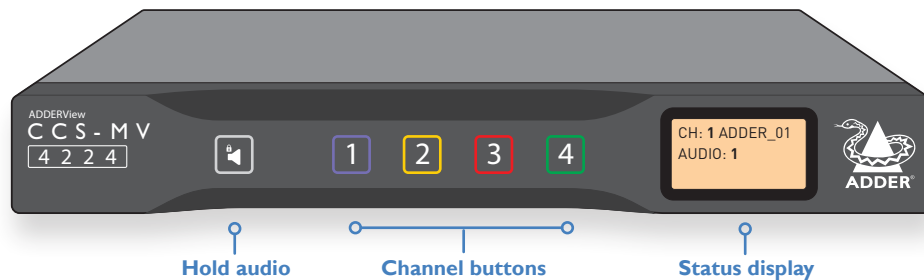 ADDERView
CCS-MV
4224
1
2
3
4
CH: 1 ADDER_01
AUDIO: 1
ADDER®
Hold audio
Channel buttons
Status display